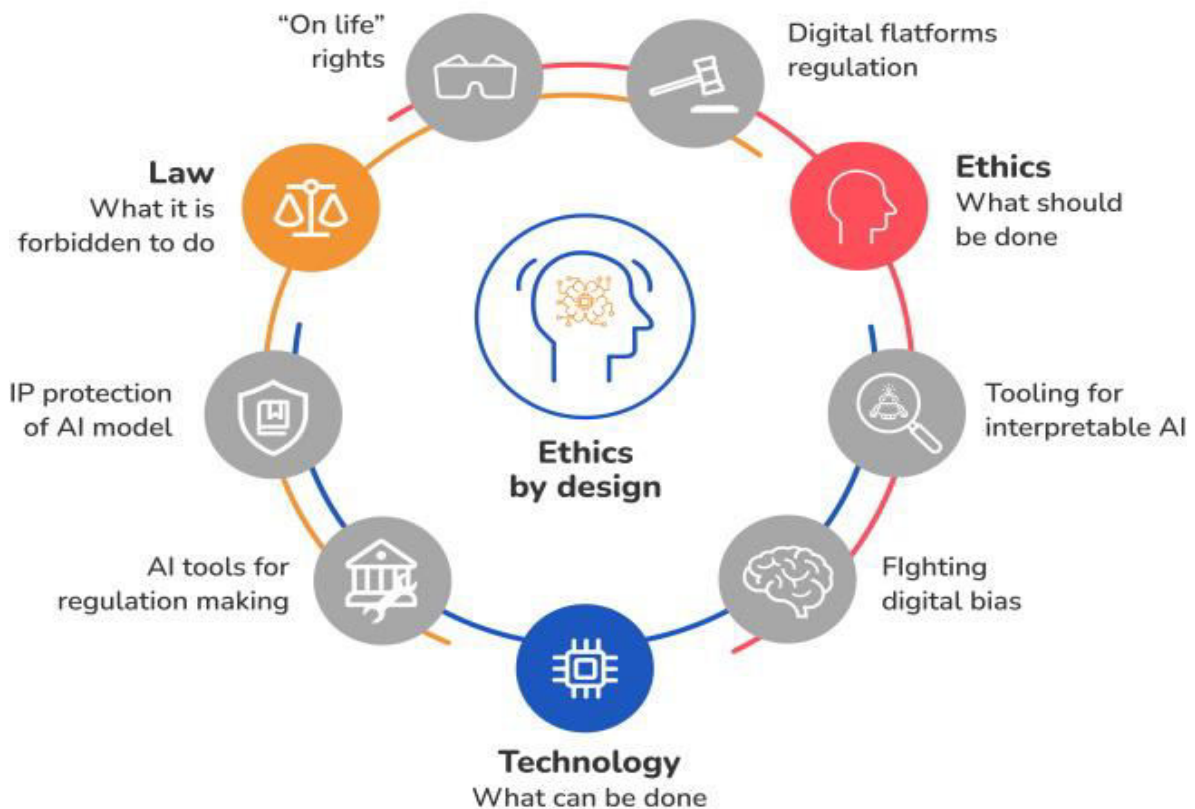 “On life”
rights
Digital flatforms
regulation
Law
What it is
forbidden to do
Ethics
What should
be done
IP protection
of AI model
Ethics
by design
Tooling for
interpretable AI
AI tools for
regulation making
FIghting
digital bias
Technology
What can be done